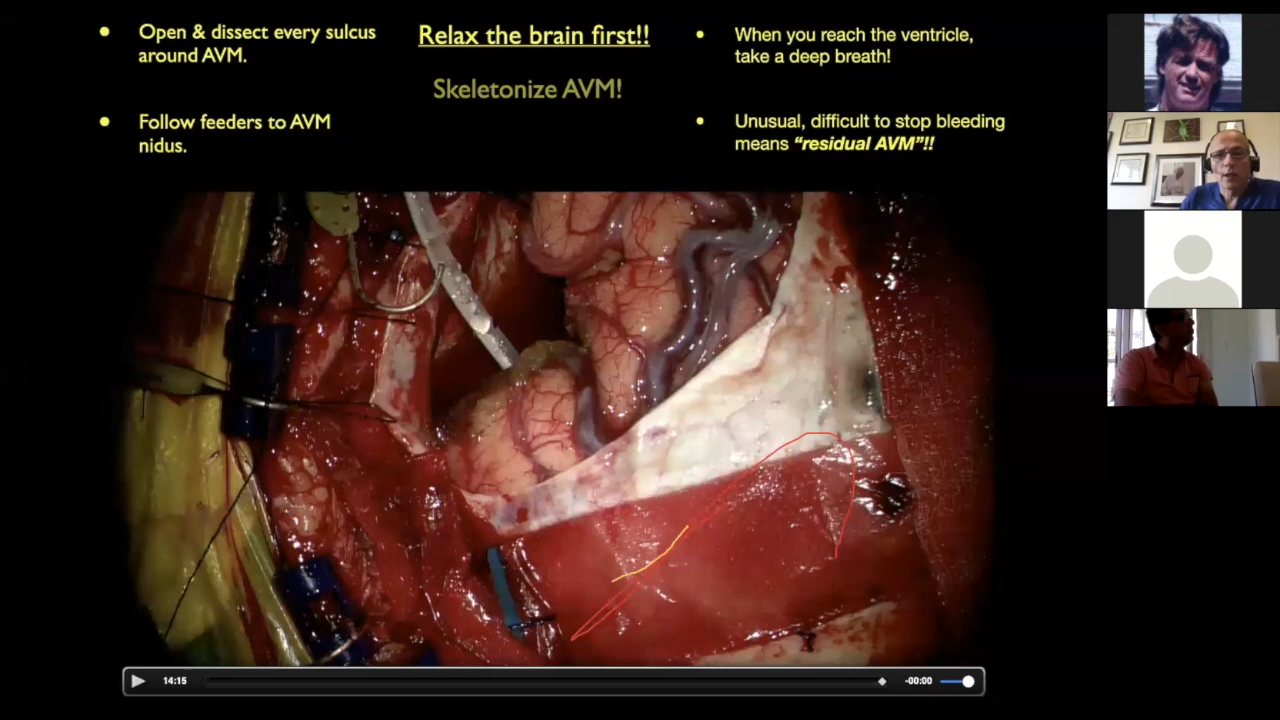 • Open & dissect every sulcus
around AVM.
• Follow feeders to AVM
nidus.
Relax the brain first!!
Skeletonize AVM!
• When you reach the ventricle,
take a deep breath!
• Unusual, difficult to stop bleeding
means "residual AVM"!!
14:15
-00:00